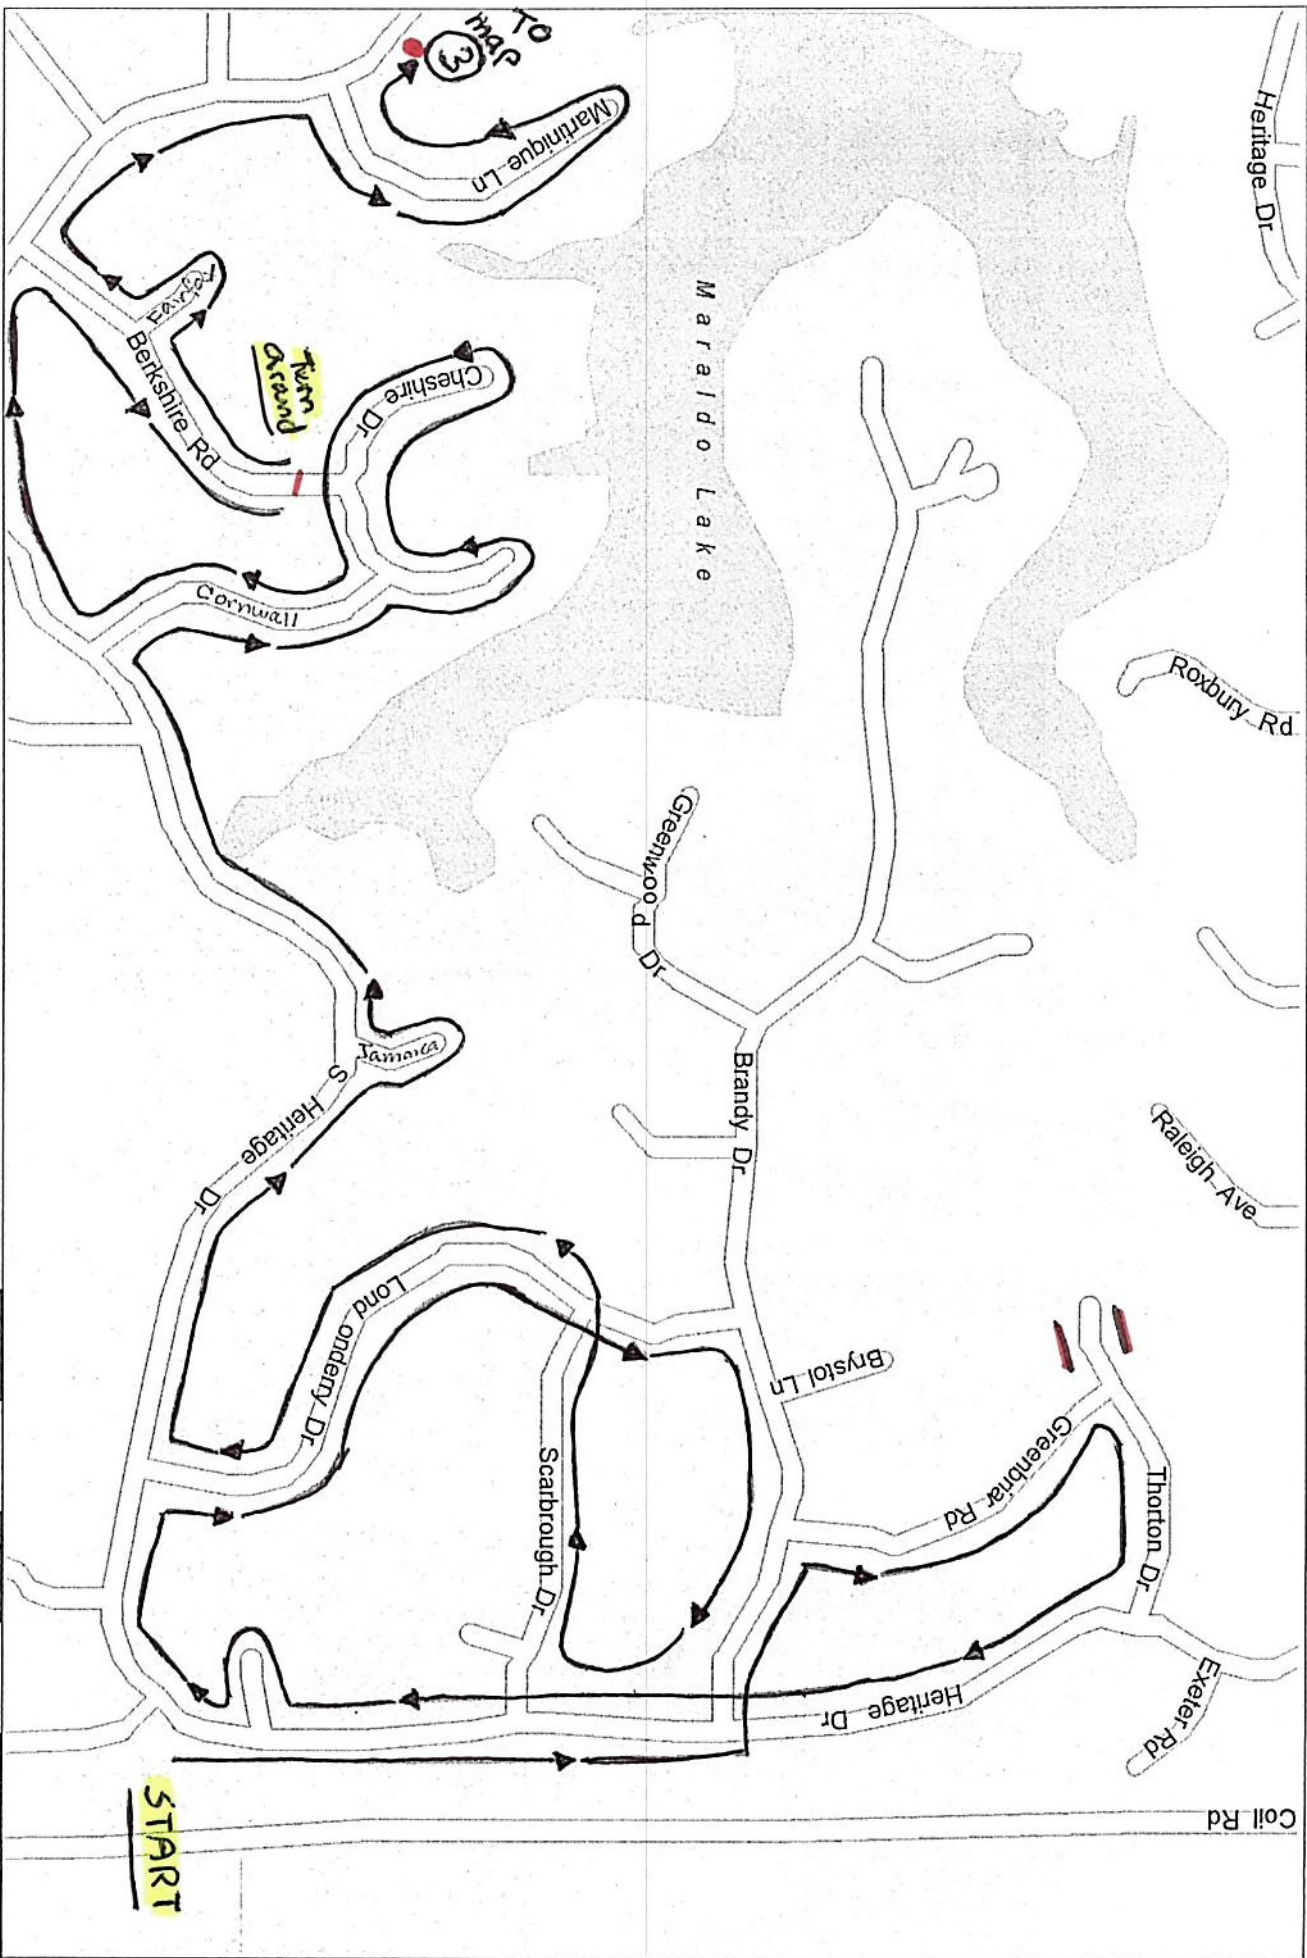 TO
map
3
Martinique Ln
Heritage Dr
Maraldo Lake
Berkshire Rd
Turn
Around
Cheshire Dr
Cornwall
Roxbury Rd
Greenwood Dr
Jamaica
S Heritage Dr
Brandy Dr
Raleigh Ave
Londonderry Dr
Brystol Ln
Scarbrough Dr
Greenbriar Rd
Thorton Dr
Heritage Dr
Exeter Rd
Coil Rd
START